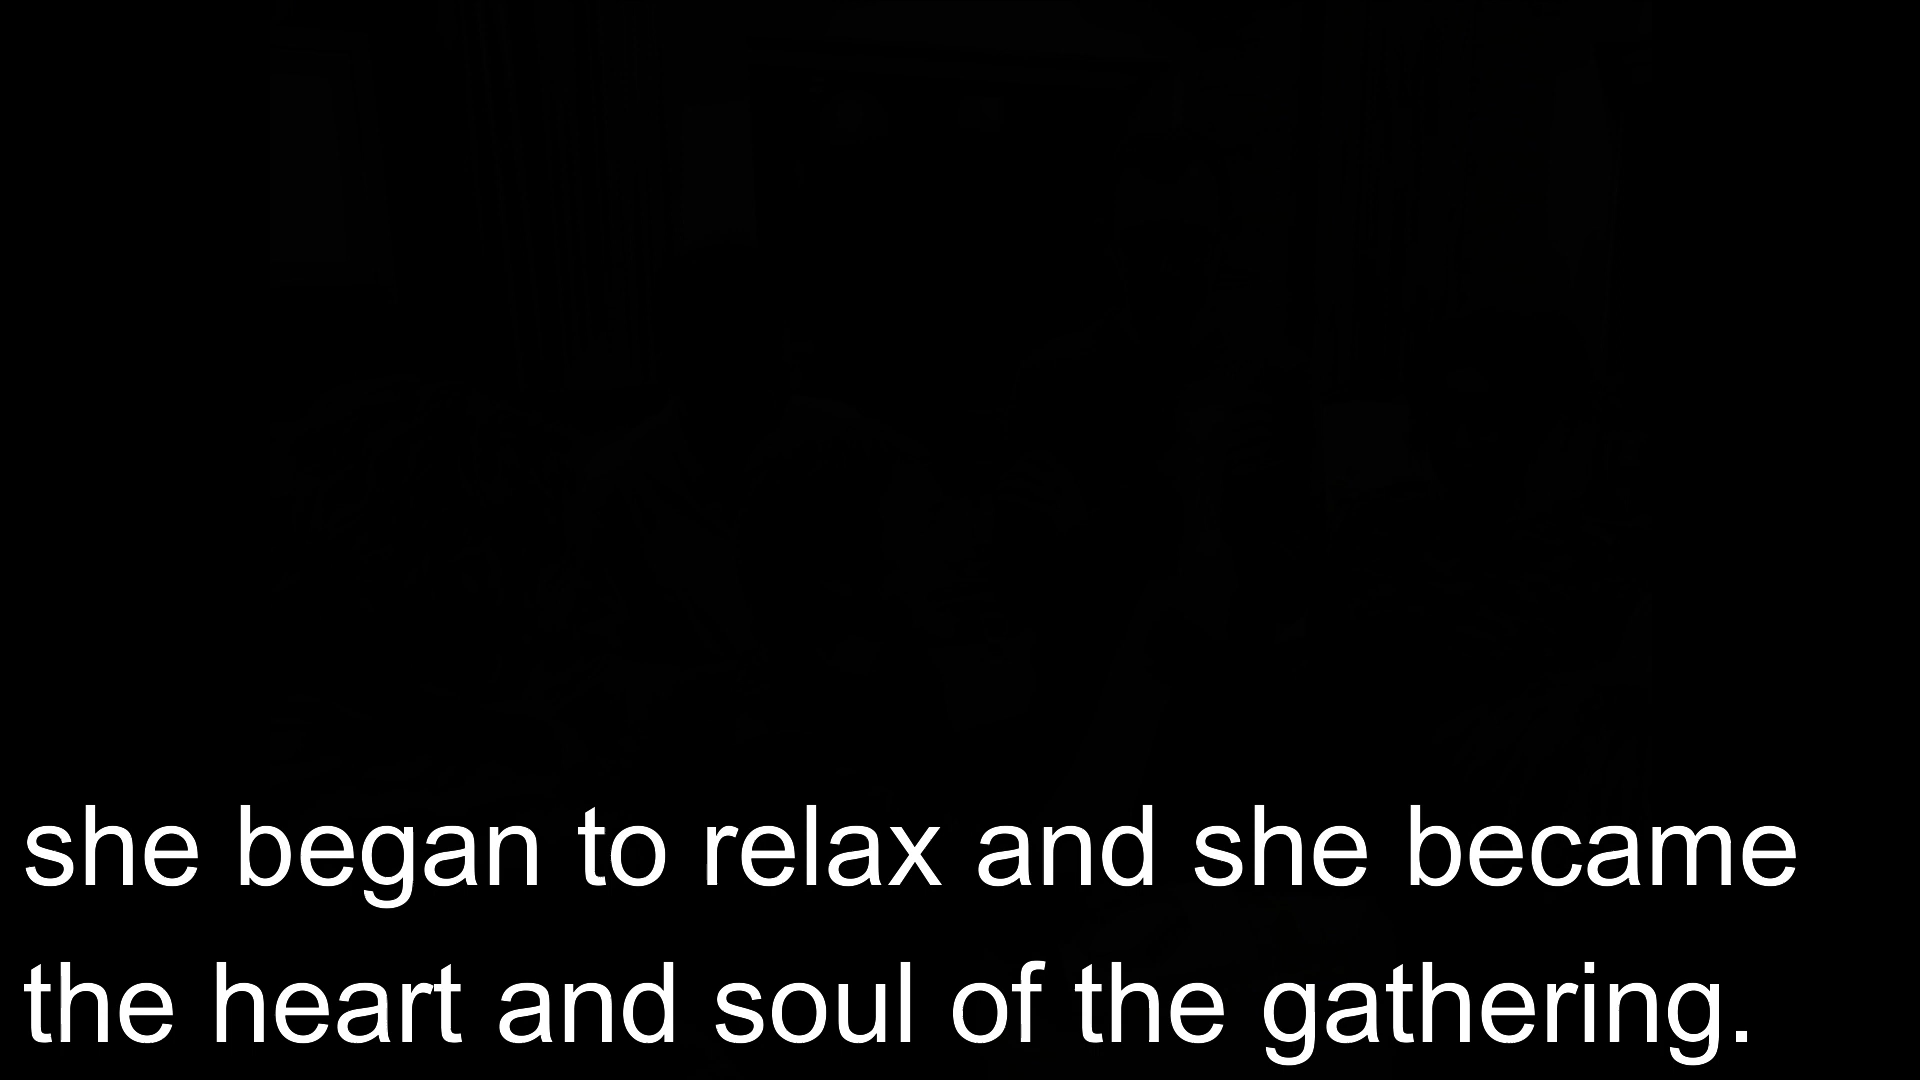 she began to relax and she became
the heart and soul of the gathering.